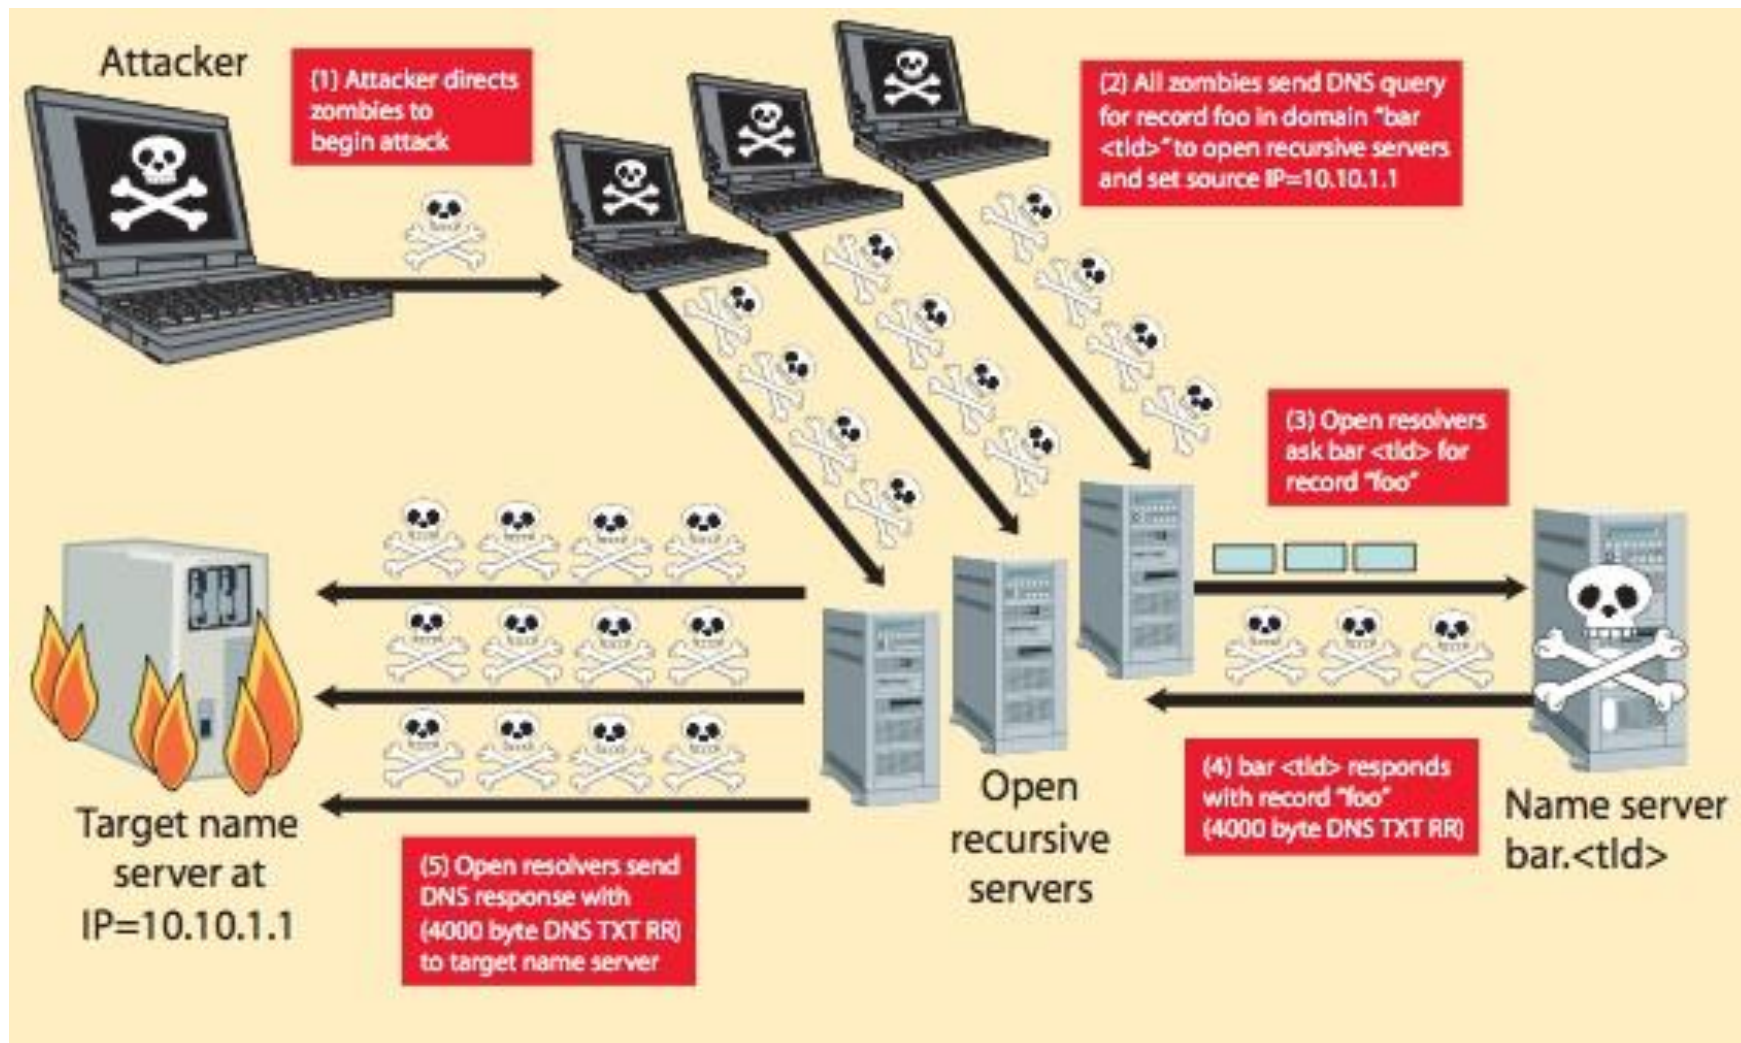 Attacker
(1) Attacker directs
zombies to
begin attack
(2) All zombies send DNS query
for record foo in domain "bar
<tld>" to open recursive servers
and set source IP=10.10.1.1
(3) Open resolvers
ask bar <tld> for
record "foo"
(4) bar <tld> responds
with record "foo"
(4000 byte DNS TXT RR)
Name server
bar.<tld>
Open
recursive
servers
(5) Open resolvers send
DNS response with
(4000 byte DNS TXT RR)
to target name server
Target name
server at
IP=10.10.1.1